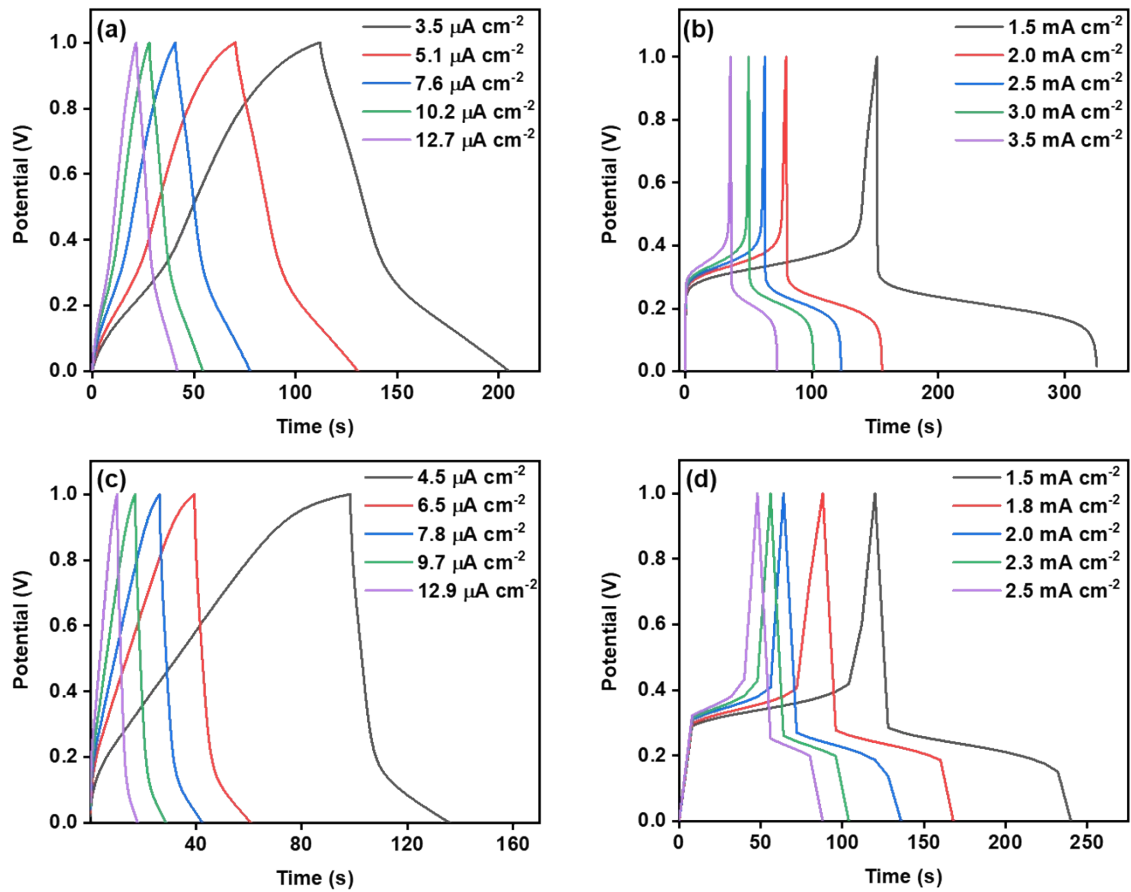 (a)
3.5 μA cm⁻²
5.1 μA cm⁻²
7.6 μA cm⁻²
10.2 μA cm⁻²
12.7 μA cm⁻²
Potential (V)
1.0
0.8
0.6
0.4
0.2
0.0
0 50 100 150 200
Time (s)
(b)
1.5 mA cm⁻²
2.0 mA cm⁻²
2.5 mA cm⁻²
3.0 mA cm⁻²
3.5 mA cm⁻²
Potential (V)
1.0
0.8
0.6
0.4
0.2
0.0
0 100 200 300
Time (s)
(c)
4.5 μA cm⁻²
6.5 μA cm⁻²
7.8 μA cm⁻²
9.7 μA cm⁻²
12.9 μA cm⁻²
Potential (V)
1.0
0.8
0.6
0.4
0.2
0.0
40 80 120 160
Time (s)
(d)
1.5 mA cm⁻²
1.8 mA cm⁻²
2.0 mA cm⁻²
2.3 mA cm⁻²
2.5 mA cm⁻²
Potential (V)
1.0
0.8
0.6
0.4
0.2
0.0
0 50 100 150 200 250
Time (s)